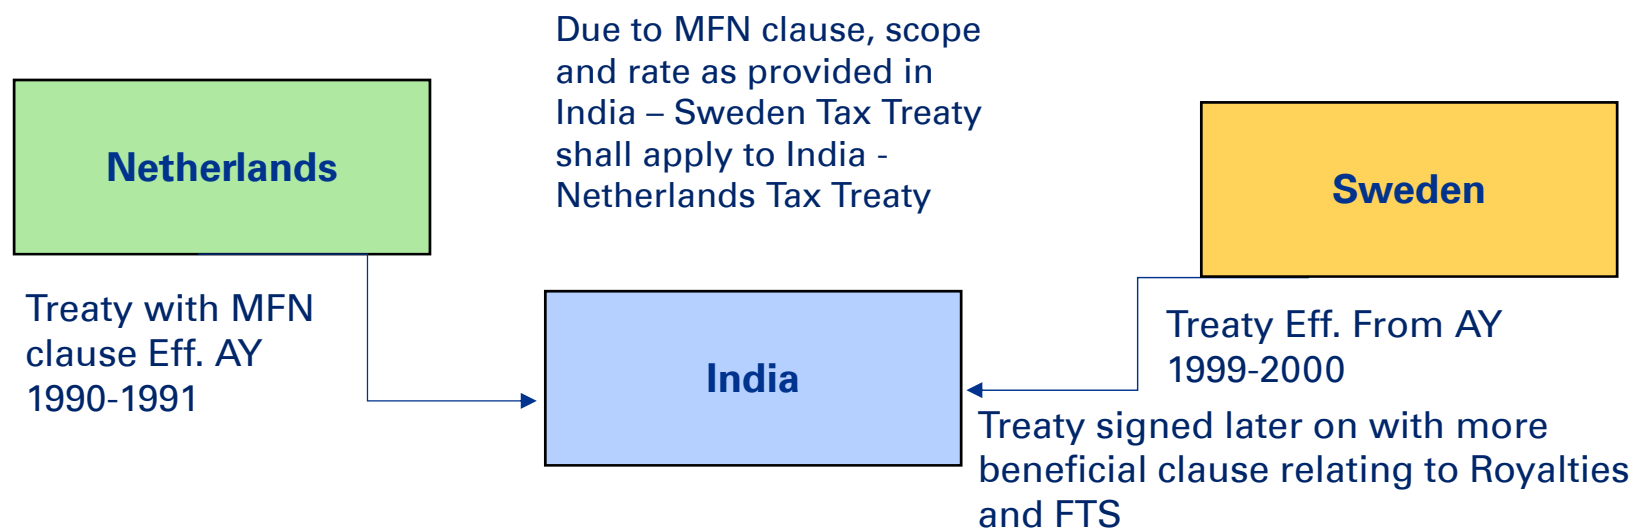 Due to MFN clause, scope
and rate as provided in
India – Sweden Tax Treaty
shall apply to India -
Netherlands Tax Treaty
Netherlands
Sweden
Treaty with MFN
clause Eff. AY
1990-1991
India
Treaty Eff. From AY
1999-2000
Treaty signed later on with more
beneficial clause relating to Royalties
and FTS